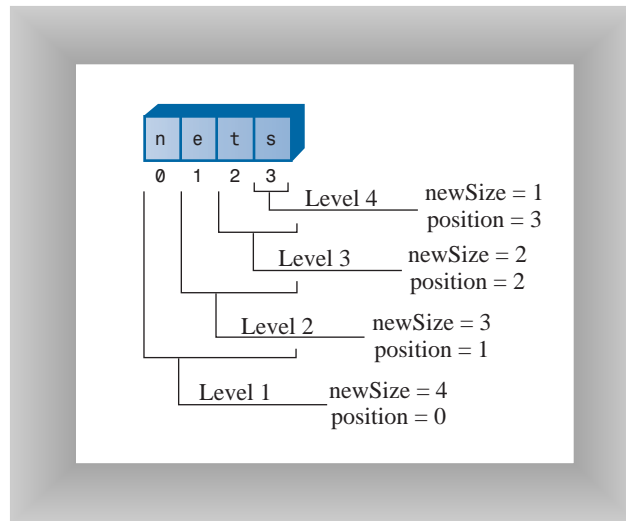 n e t s
0 1 2 3
Level 4 newSize = 1
position = 3
Level 3 newSize = 2
position = 2
Level 2 newSize = 3
position = 1
Level 1 newSize = 4
position = 0